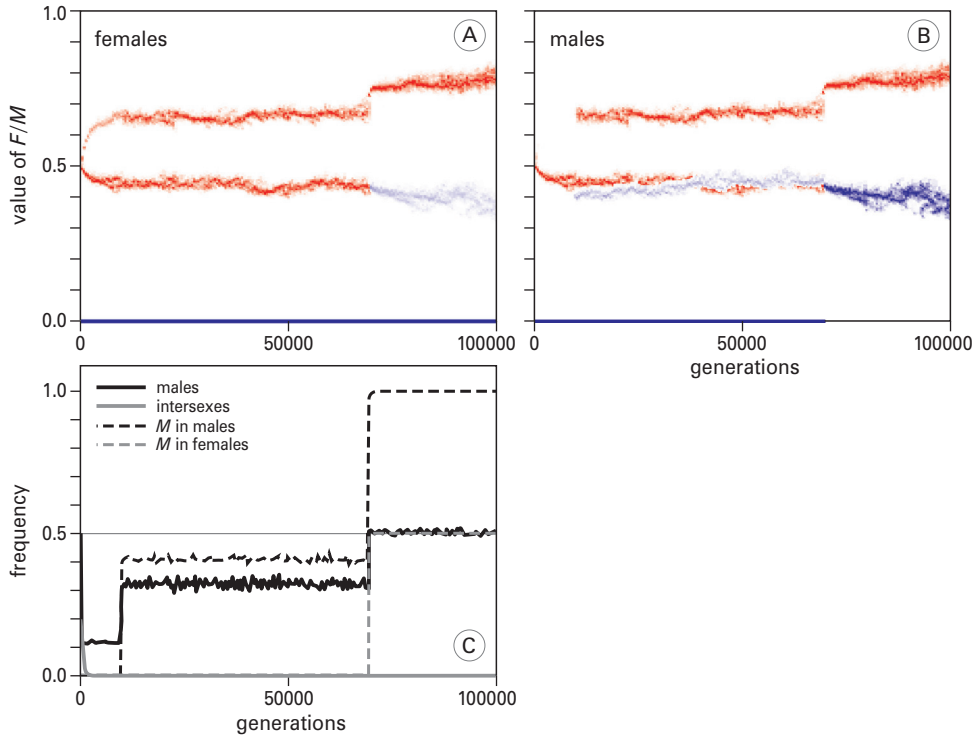 females
A
males
B
value of F/M
1.0
0.5
0.0
0
50000
100000
0
50000
100000
generations
males
intersexes
M in males
M in females
C
frequency
1.0
0.5
0.0
0
50000
100000
generations